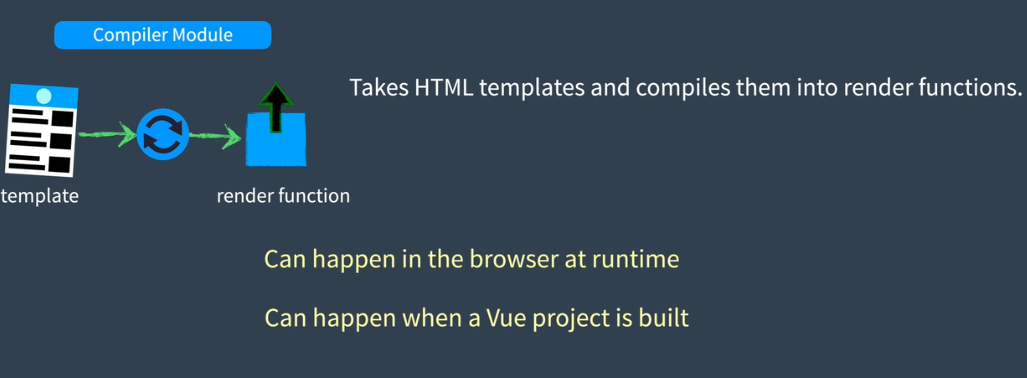 Compiler Module
Takes HTML templates and compiles them into render functions.
template
render function
Can happen in the browser at runtime
Can happen when a Vue project is built